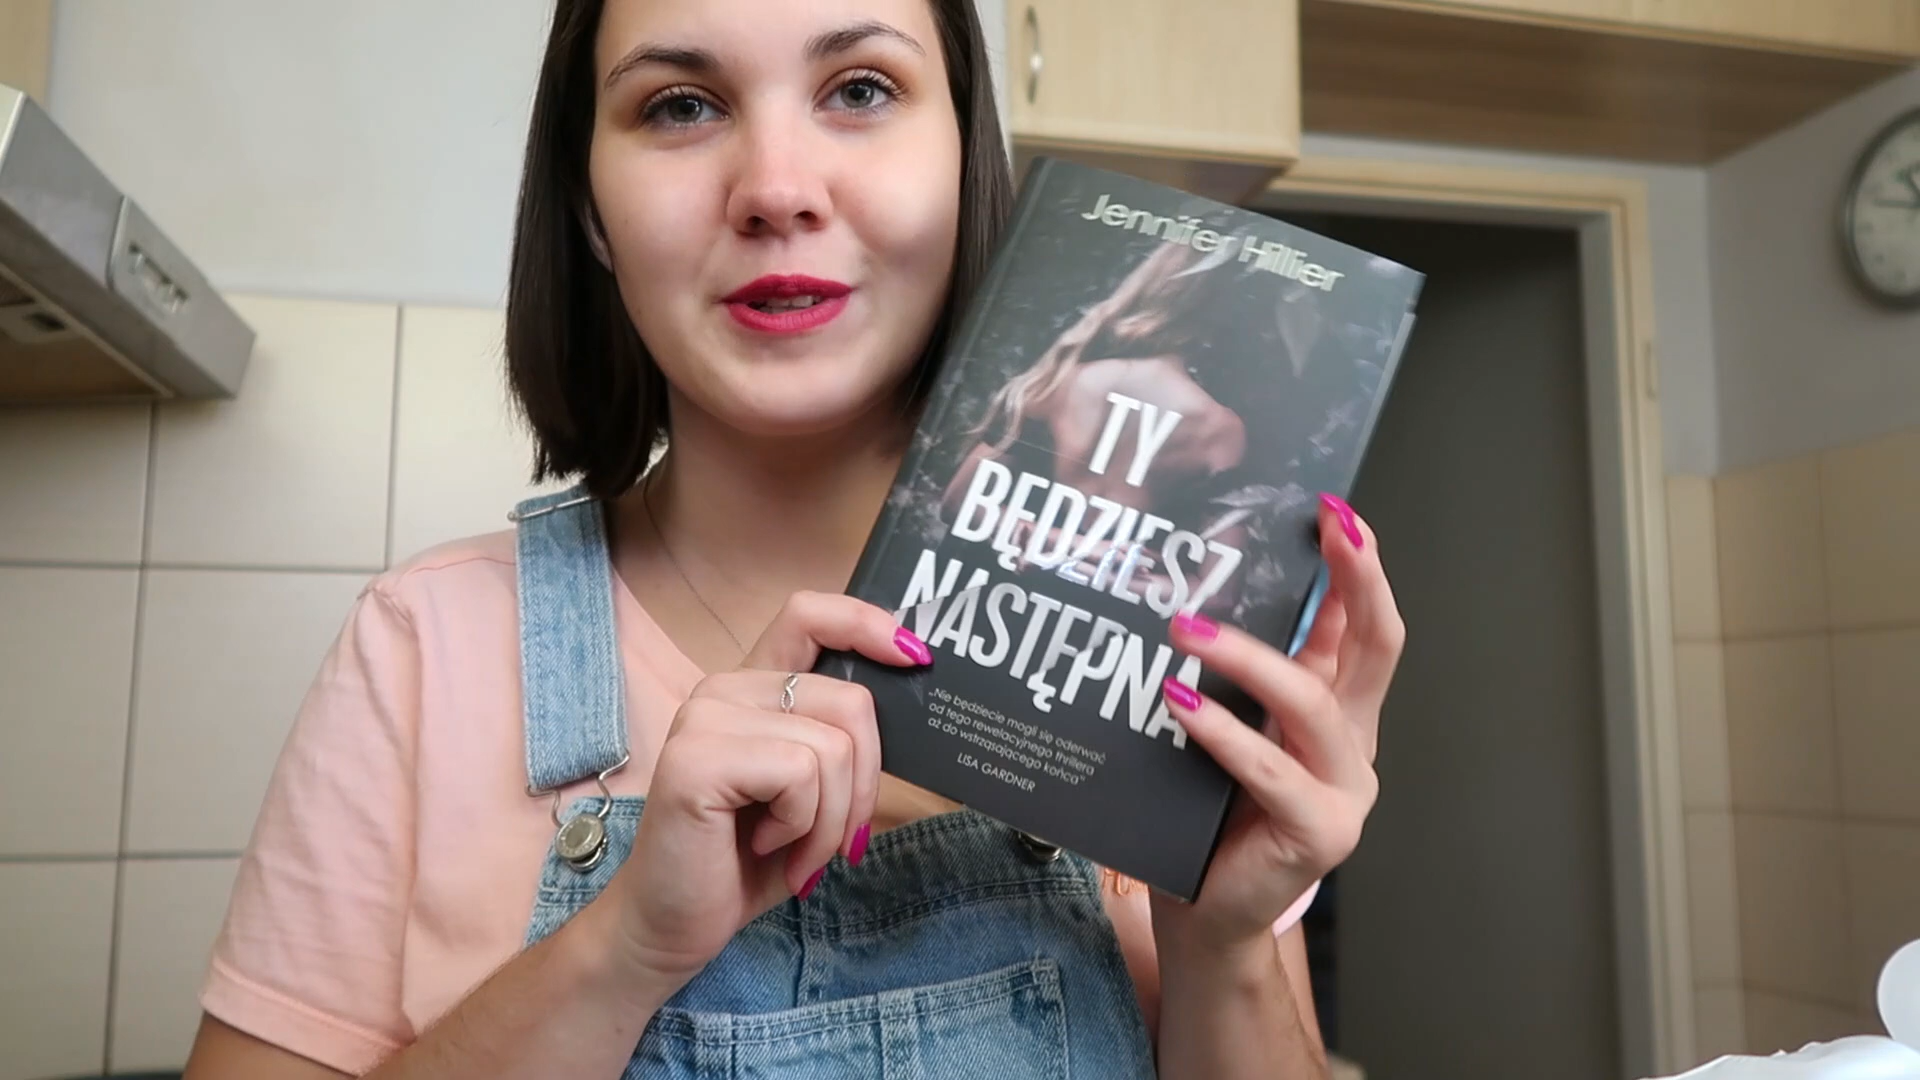 Jennifer Hillier
TY
BĘDZIESZ
NASTĘPNA
„Nie będziecie mogli się oderwać
od tego rewelacyjnego thrillera
aż do wstrząsającego końca"
LISA GARDNER